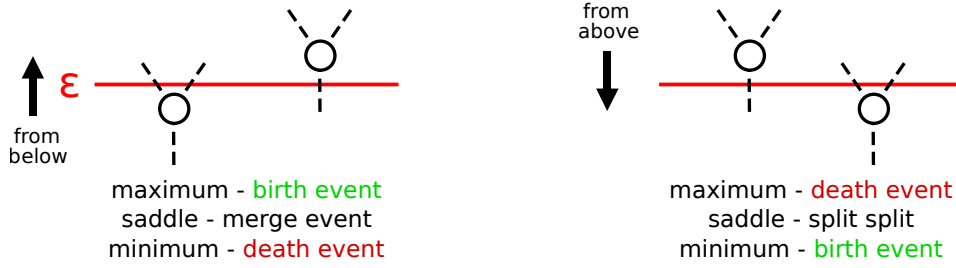 ε
from
below
maximum - birth event
saddle - merge event
minimum - death event
from
above
maximum - death event
saddle - split split
minimum - birth event